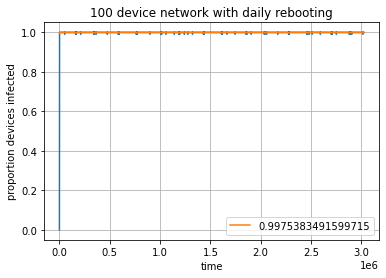 100 device network with daily rebooting
proportion devices infected
1.0
0.8
0.6
0.4
0.2
0.0
0.9975383491599715
0.0 0.5 1.0 1.5 2.0 2.5 3.0
1e6
time